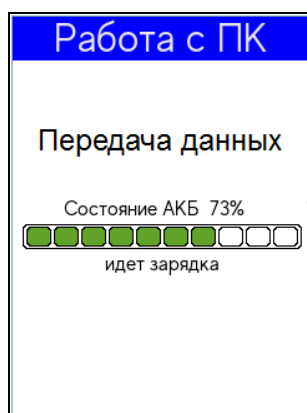 Работа с ПК
Передача данных
Состояние АКБ 73%
идет зарядка